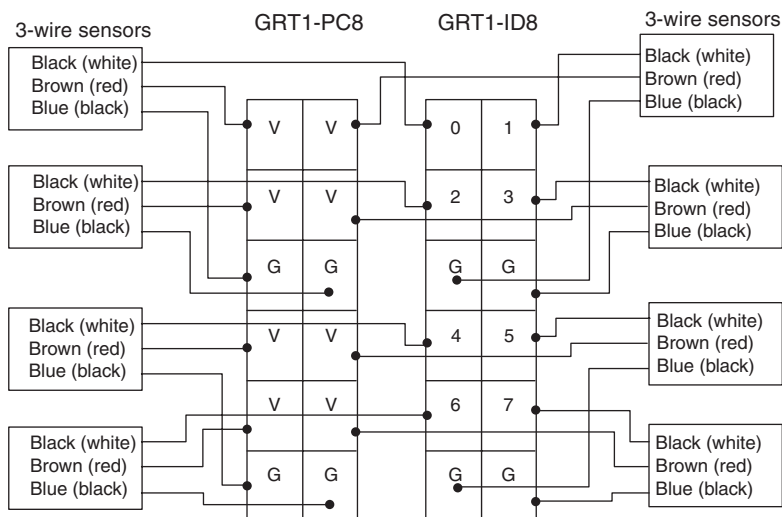 3-wire sensors
GRT1-PC8
GRT1-ID8
3-wire sensors
Black (white)
Brown (red)
Blue (black)
Black (white)
Brown (red)
Blue (black)
V V
0 1
Black (white)
Brown (red)
Blue (black)
V V
2 3
Black (white)
Brown (red)
Blue (black)
G G
G G
Black (white)
Brown (red)
Blue (black)
V V
4 5
Black (white)
Brown (red)
Blue (black)
V V
6 7
Black (white)
Brown (red)
Blue (black)
G G
G G
Black (white)
Brown (red)
Blue (black)